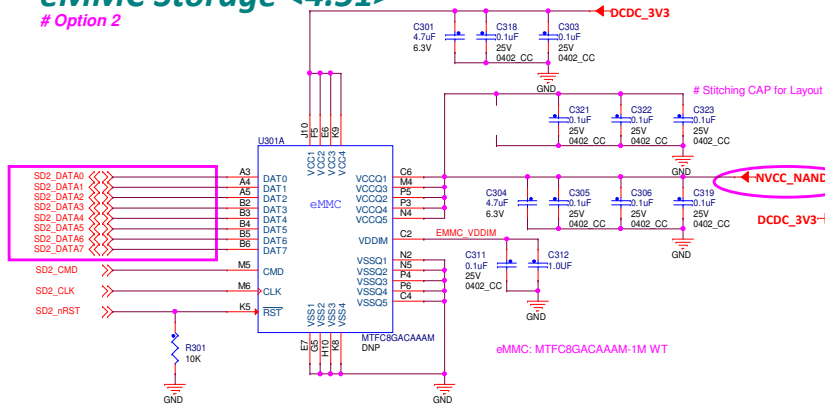 eMMC Storage <4.51>
# Option 2
DCDC_3V3
C301
4.7uF
6.3V
C318
0.1uF
25V
0402_CC
C303
0.1uF
25V
0402_CC
GND
# Stitching CAP for Layout
C321
0.1uF
25V
0402_CC
C322
0.1uF
25V
0402_CC
C323
0.1uF
25V
0402_CC
GND
J10
F5
E6
K9
U301A
VCC1
VCC2
VCC3
VCC4
SD2_DATA0
SD2_DATA1
SD2_DATA2
SD2_DATA3
SD2_DATA4
SD2_DATA5
SD2_DATA6
SD2_DATA7
A3
A4
A5
B2
B3
B4
B5
B6
DAT0
DAT1
DAT2
DAT3
DAT4
DAT5
DAT6
DAT7
eMMC
VCCQ1
VCCQ3
VCCQ2
VCCQ4
VCCQ5
C6
M4
P5
P3
N4
NVCC_NAND
C304
4.7uF
6.3V
C305
0.1uF
25V
0402_CC
C306
0.1uF
25V
0402_CC
C319
0.1uF
25V
0402_CC
GND
DCDC_3V3
VDDIM
C2
EMMC_VDDIM
C311
0.1uF
25V
0402_CC
C312
1.0UF
GND
SD2_CMD
M5
CMD
SD2_CLK
M6
CLK
SD2_nRST
K5
RST
VSSQ1
VSSQ2
VSSQ3
VSSQ4
VSSQ5
N2
N5
P4
P6
C4
VSS1
VSS2
VSS3
VSS4
E7
G5
H10
K8
MTFC8GACAAAM
DNP
eMMC: MTFC8GACAAAM-1M WT
R301
10K
GND
GND